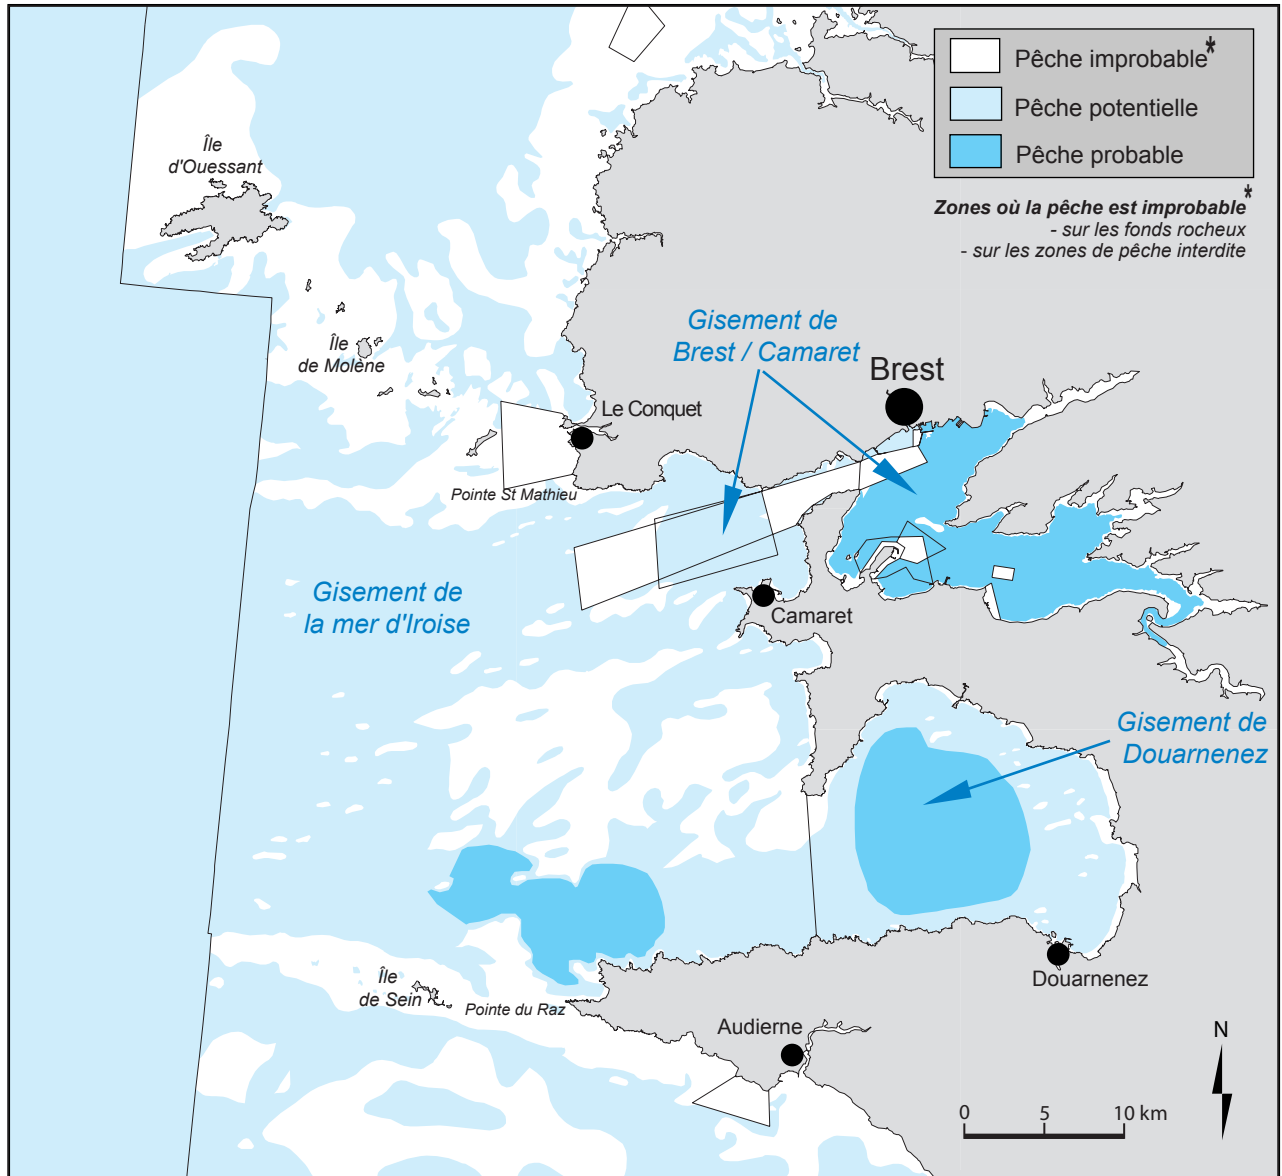 Pêche improbable*
Pêche potentielle
Pêche probable
Zones où la pêche est improbable*
- sur les fonds rocheux
- sur les zones de pêche interdite
Île
d'Ouessant
Île
de Molène
Gisement de
Brest / Camaret
Brest
Le Conquet
Pointe St Mathieu
Gisement de
la mer d'Iroise
Camaret
Gisement de
Douarnenez
Île
de Sein
Pointe du Raz
Douarnenez
Audierne
N
0 5 10 km